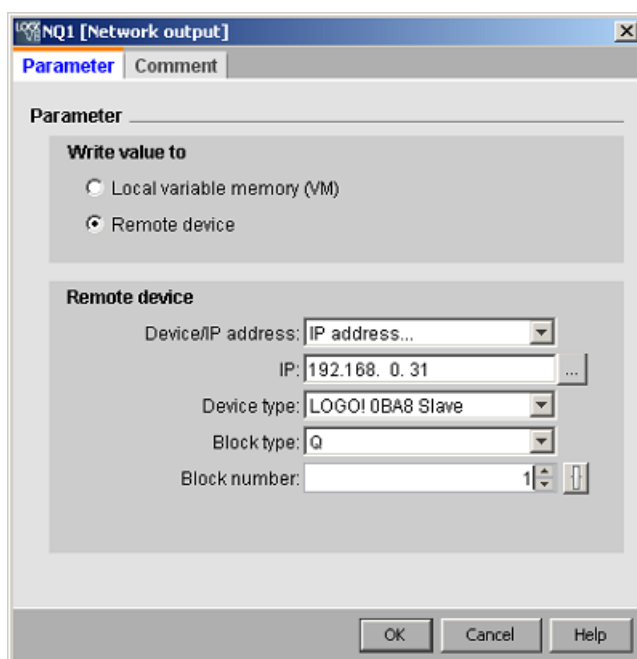 NQ1 [Network output]
Parameter Comment
Parameter
Write value to
Local variable memory (VM)
Remote device
Remote device
Device/IP address: IP address...
IP: 192.168. 0. 31 ...
Device type: LOGO! 0BA8 Slave
Block type: Q
Block number: 1
OK Cancel Help